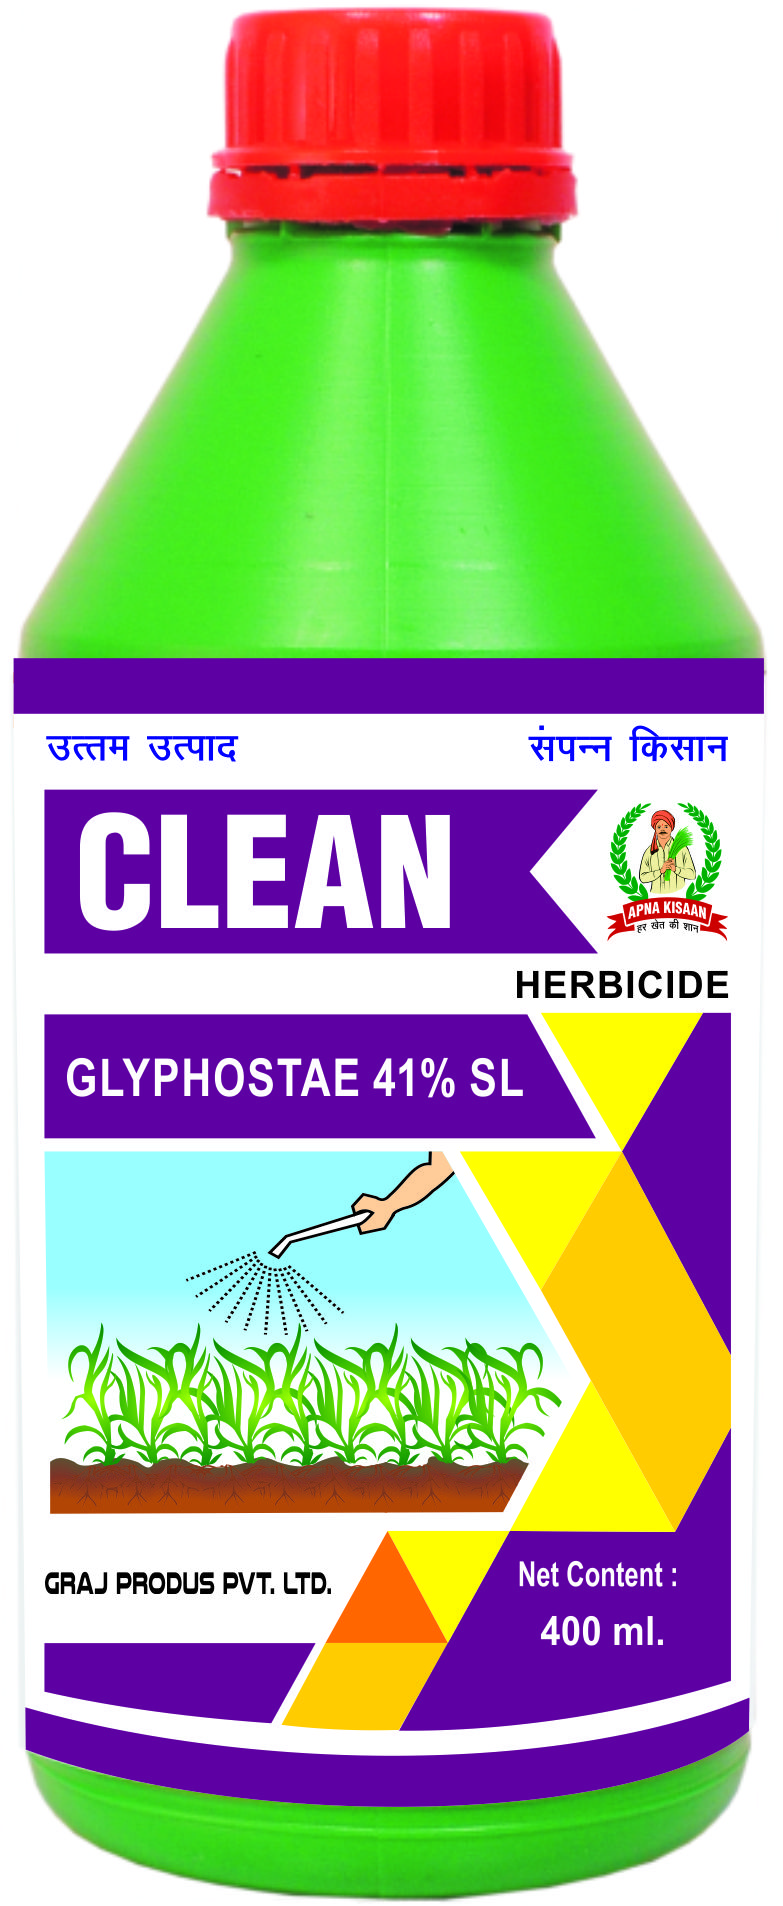 उत्तम उत्पाद
संपन्न किसान
CLEAN
APNA KISAAN
हर खेत की शान
HERBICIDE
GLYPHOSTAE 41% SL
GRAJ PRODUS PVT. LTD.
Net Content :
400 ml.